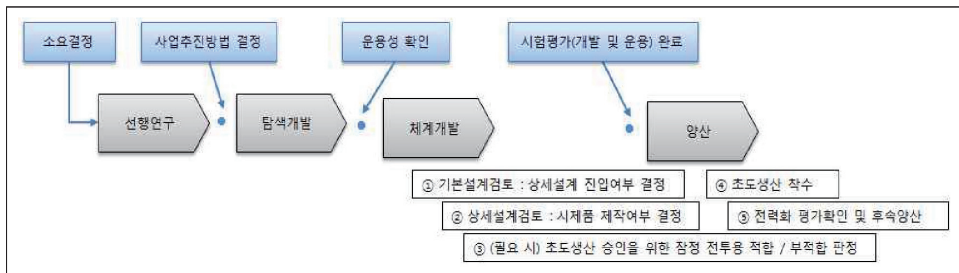 소요결정
사업추진방법 결정
운용성 확인
시험평가(개발 및 운용) 완료
선행연구
탐색개발
체계개발
양산
① 기본설계검토 : 상세설계 진입여부 결정
④ 초도생산 착수
② 상세설계검토 : 시제품 제작여부 결정
⑤ 전력화 평가확인 및 후속양산
③ (필요 시) 초도생산 승인을 위한 잠정 전투용 적합 / 부적합 판정